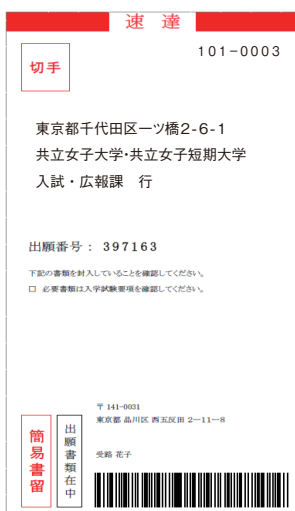 速達
切手
101-0003
東京都千代田区一ツ橋2-6-1
共立女子大学・共立女子短期大学
入試・広報課　行
出願番号： 397163
下記の書類を封入していることを確認してください。
□ 必要書類は入学試験要項を確認してください。
〒 141-0031
東京都 品川区 西五反田 2―11―8
受路 花子
簡易書留
出願書類在中